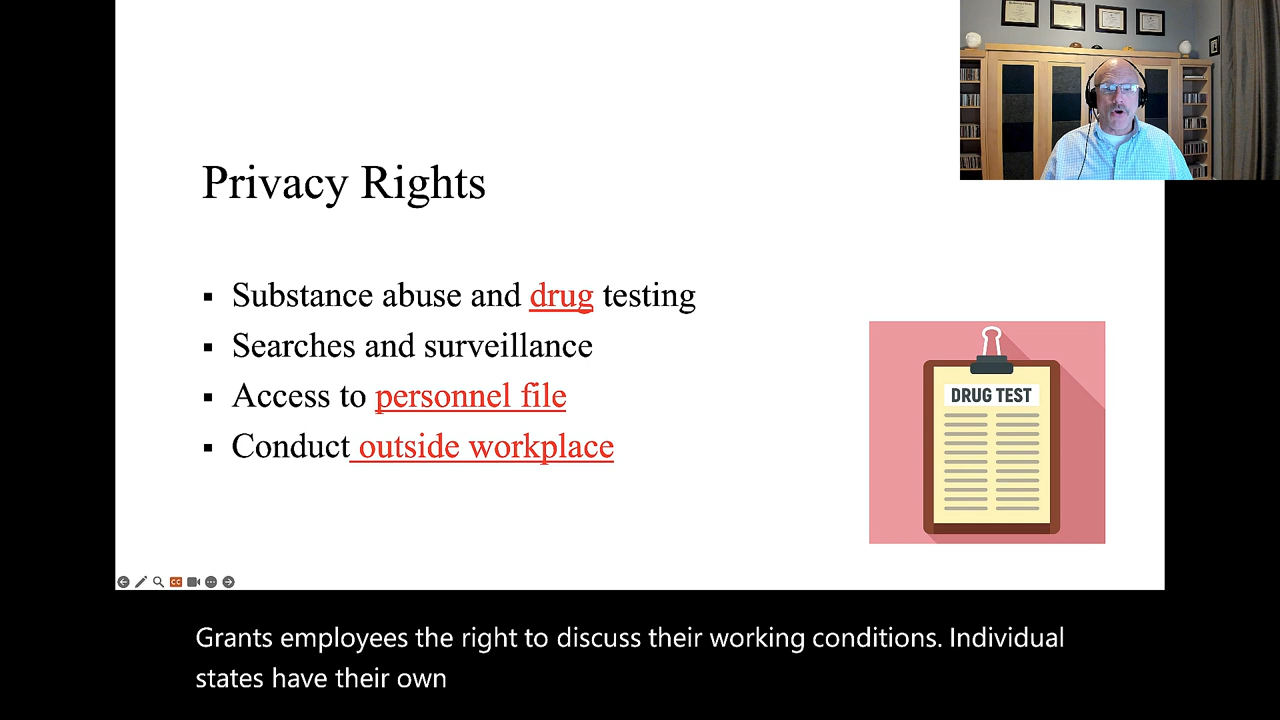 Privacy Rights
▪ Substance abuse and drug testing
▪ Searches and surveillance
▪ Access to personnel file
▪ Conduct outside workplace
DRUG TEST
CC
Grants employees the right to discuss their working conditions. Individual
states have their own